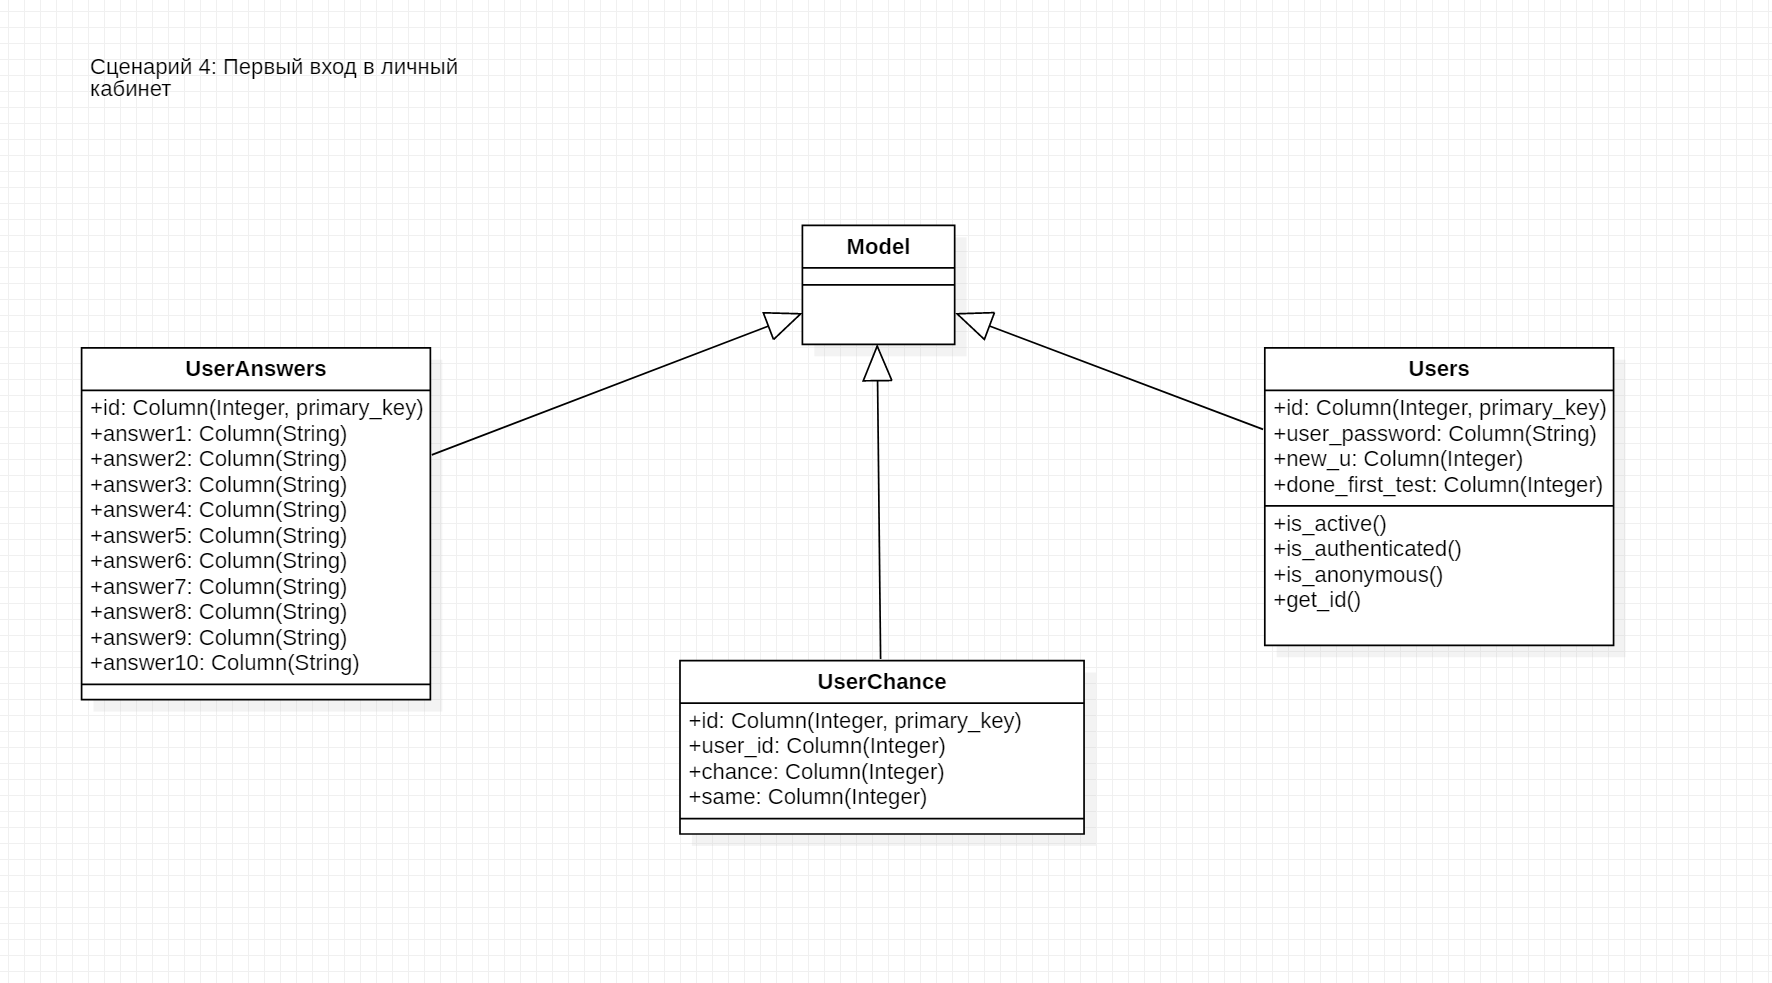 Сценарий 4: Первый вход в личный
кабинет
Model
UserAnswers
+id: Column(Integer, primary_key)
+answer1: Column(String)
+answer2: Column(String)
+answer3: Column(String)
+answer4: Column(String)
+answer5: Column(String)
+answer6: Column(String)
+answer7: Column(String)
+answer8: Column(String)
+answer9: Column(String)
+answer10: Column(String)
Users
+id: Column(Integer, primary_key)
+user_password: Column(String)
+new_u: Column(Integer)
+done_first_test: Column(Integer)
+is_active()
+is_authenticated()
+is_anonymous()
+get_id()
UserChance
+id: Column(Integer, primary_key)
+user_id: Column(Integer)
+chance: Column(Integer)
+same: Column(Integer)